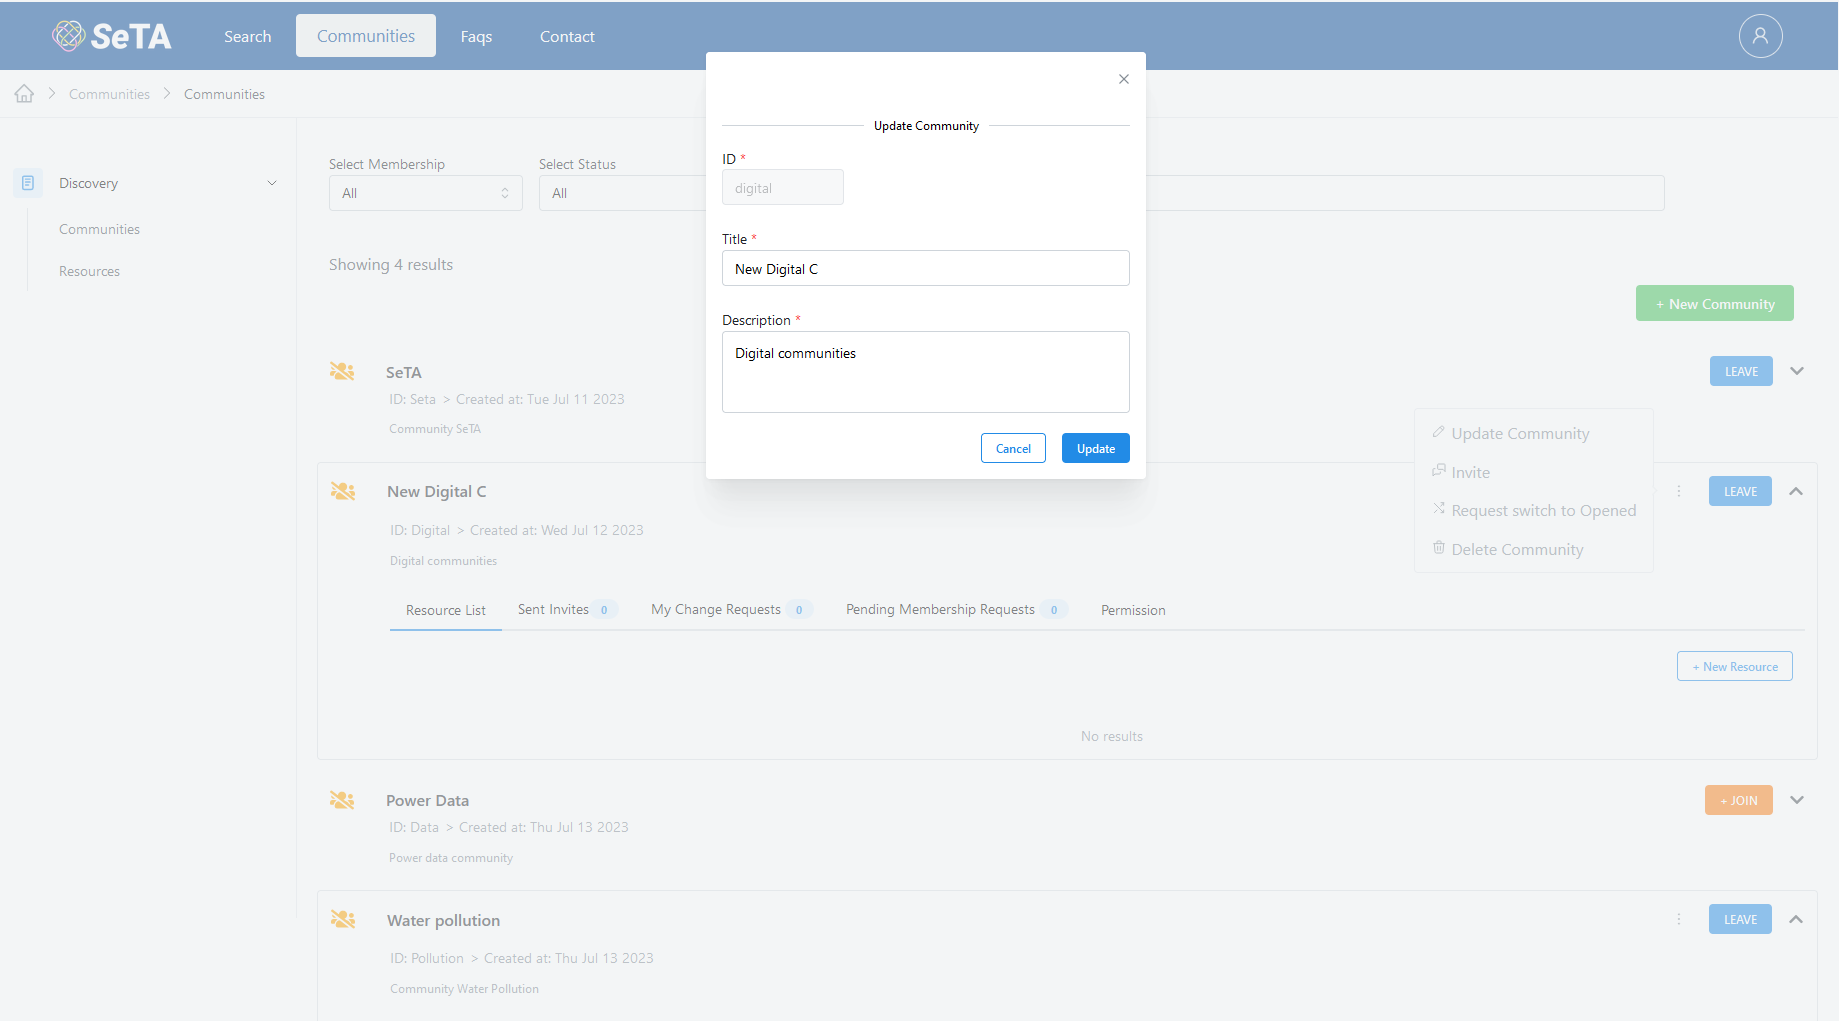 SeTA
Search
Communities
Faqs
Contact
Communities
Communities
Discovery
Communities
Resources
Select Membership
Select Status
All
All
Showing 4 results
+ New Community
Update Community
ID *
digital
Title *
New Digital C
Description *
Digital communities
Cancel
Update
SeTA
LEAVE
ID: Seta > Created at: Tue Jul 11 2023
Community SeTA
Update Community
Invite
Request switch to Opened
Delete Community
New Digital C
LEAVE
ID: Digital > Created at: Wed Jul 12 2023
Digital communities
Resource List
Sent Invites 0
My Change Requests 0
Pending Membership Requests 0
Permission
+ New Resource
No results
Power Data
+ JOIN
ID: Data > Created at: Thu Jul 13 2023
Power data community
Water pollution
LEAVE
ID: Pollution > Created at: Thu Jul 13 2023
Community Water Pollution